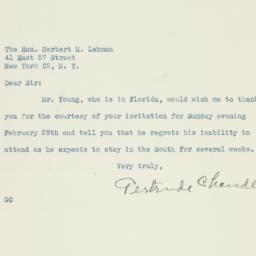 The Hon. Herbert H. Lehman
41 East 57 Street
New York 22, N. Y.
Dear Sir:
Mr. Young, who is in Florida, would wish me to thank
you for the courtesy of your invitation for Sunday evening
February 29th and tell you that he regrets his inability to
attend as he expects to stay in the South for several weeks.
Very truly,
Gertrude Chandl
GC